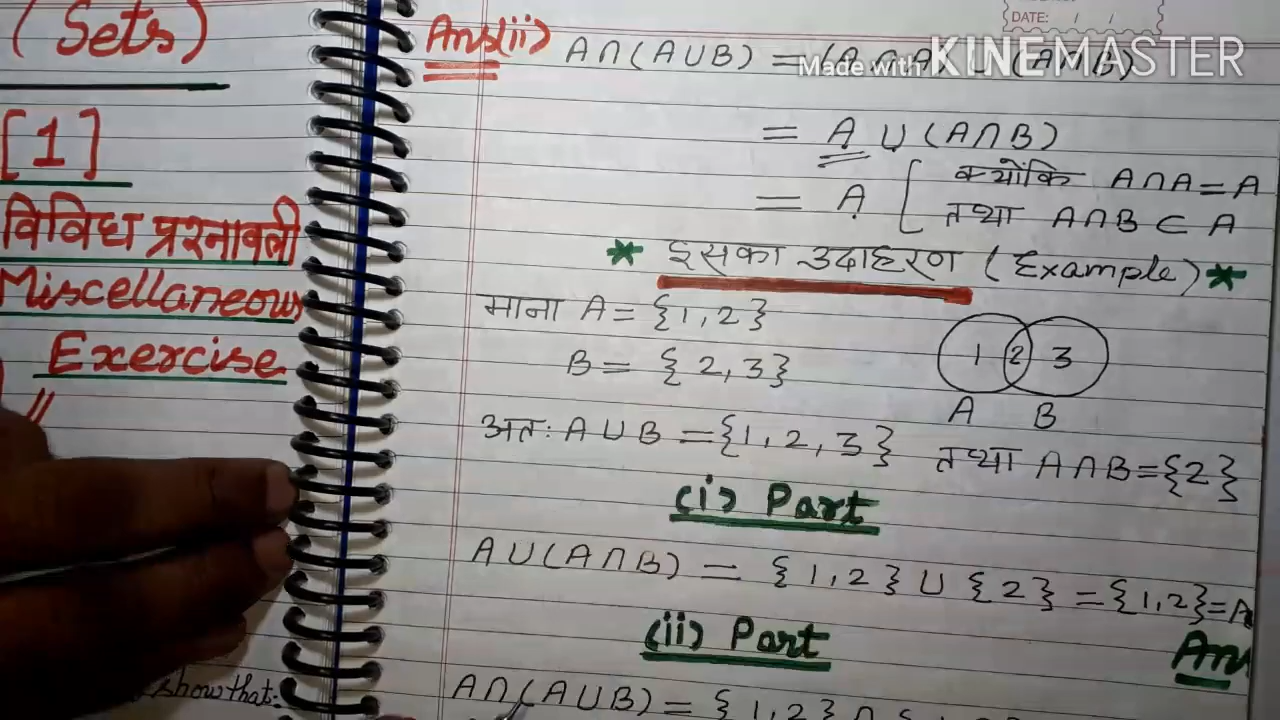 (Sets)
[1]
विविध प्रश्नावली
Miscellaneous
Exercise
show that:
DATE: / /
Made with KINEMASTER
Ans(ii) A∩(A∪B) = (A∩A)∪(A∩B)
= A ∪ (A∩B)
= A [ क्योंकि A∩A = A
तथा A∩B ⊂ A
* इसका उदाहरण (Example) *
माना A = {1, 2}
B = {2, 3}
1 2 3
A B
अतः A∪B = {1, 2, 3} तथा A∩B = {2}
(i) Part
A∪(A∩B) = {1, 2} ∪ {2} = {1,2} = A
(ii) Part
A∩(A∪B) = {1, 2} ∩